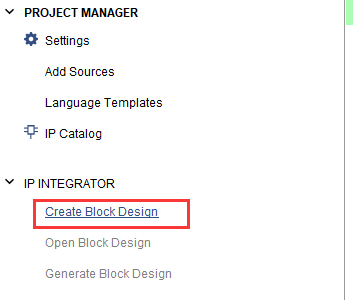 PROJECT MANAGER
Settings
Add Sources
Language Templates
IP Catalog
IP INTEGRATOR
Create Block Design
Open Block Design
Generate Block Design